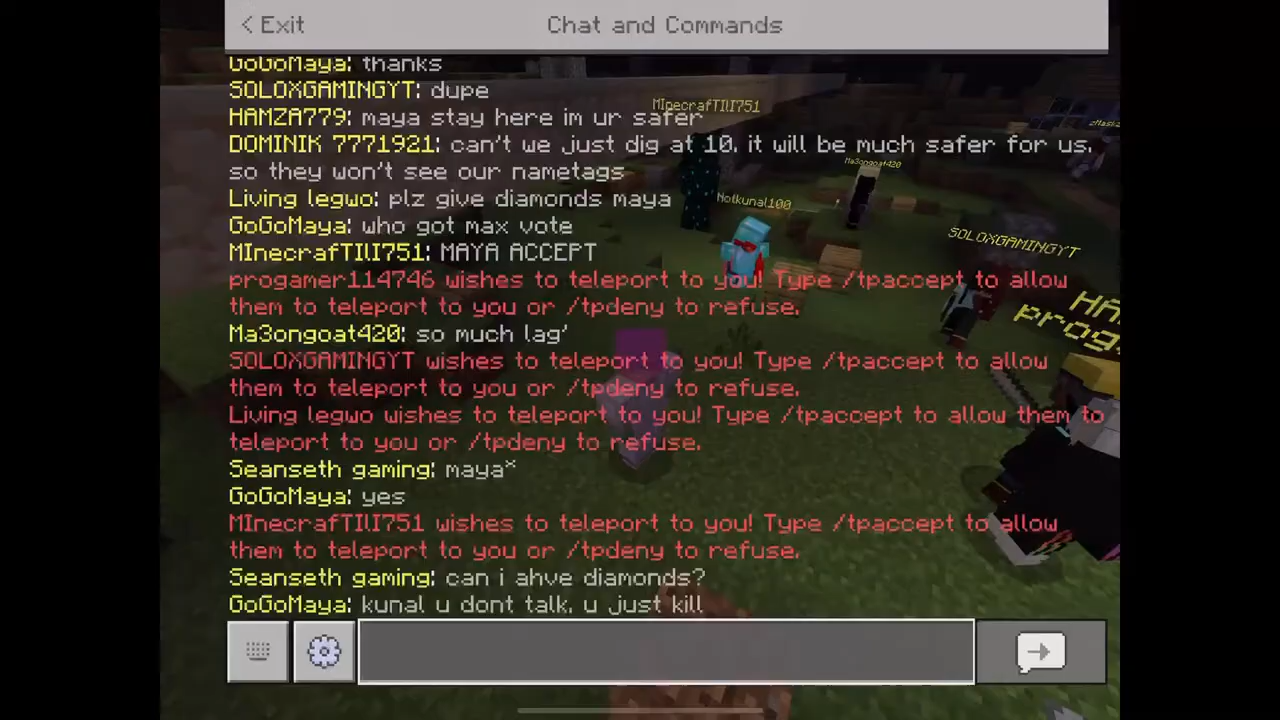 < Exit
Chat and Commands
GoGoMaya: thanks
SOLOXGAMINGYT: dupe
HAMZA779: maya stay here im ur safer
DOMINIK 7771921: can't we just dig at 10. it will be much safer for us.
so they won't see our nametags
Living legwo: plz give diamonds maya
GoGoMaya: who got max vote
MInecrafTIlI751: MAYA ACCEPT
progamer114746 wishes to teleport to you! Type /tpaccept to allow
them to teleport to you or /tpdeny to refuse.
Ma3ongoat420: so much lag'
SOLOXGAMINGYT wishes to teleport to you! Type /tpaccept to allow
them to teleport to you or /tpdeny to refuse.
Living legwo wishes to teleport to you! Type /tpaccept to allow them to
teleport to you or /tpdeny to refuse.
Seanseth gaming: maya*
GoGoMaya: yes
MInecrafTIlI751 wishes to teleport to you! Type /tpaccept to allow
them to teleport to you or /tpdeny to refuse.
Seanseth gaming: can i ahve diamonds?
GoGoMaya: kunal u dont talk. u just kill
MInecrafTIlI751
Ma3ongoat420
Notkunal100
SOLOXGAMINGYT
HA
prog